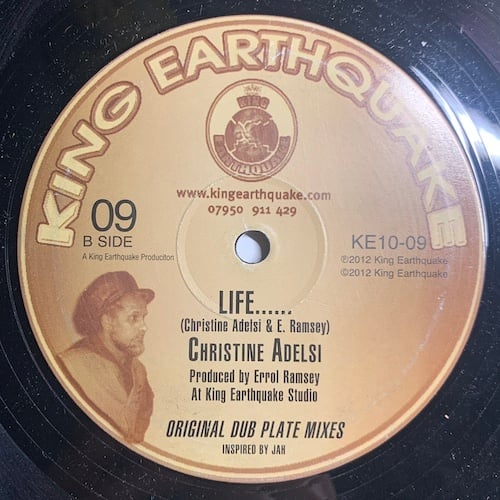 KING EARTHQUAKE
KING
EARTHQUAKE
www.kingearthquake.com
07950 911 429
09
B SIDE
A King Earthquake Produciton
KE10-09
℗2012 King Earthquake
©2012 King Earthquake
LIFE......
(Christine Adelsi & E. Ramsey)
CHRISTINE ADELSI
Produced by Errol Ramsey
At King Earthquake Studio
ORIGINAL DUB PLATE MIXES
INSPIRED BY JAH